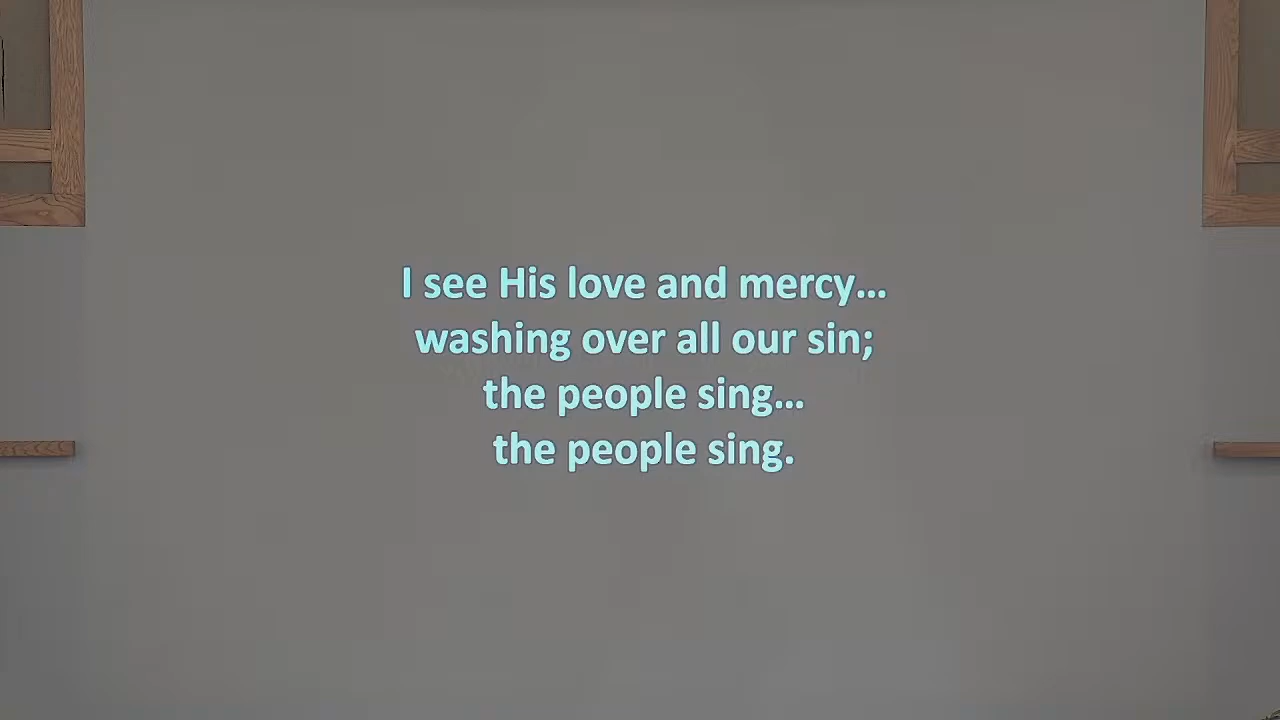 I see His love and mercy...
washing over all our sin;
the people sing...
the people sing.